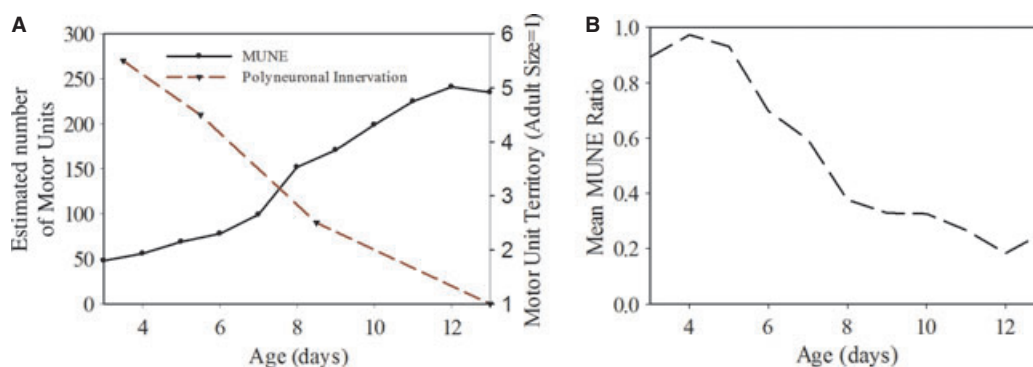 A
300
250
200
150
100
50
0
Estimated number
of Motor Units
MUNE
Polyneuronal Innervation
6
5
4
3
2
1
Motor Unit Territory (Adult Size=1)
4 6 8 10 12
Age (days)
B
1.0
0.8
0.6
0.4
0.2
0.0
Mean MUNE Ratio
4 6 8 10 12
Age (days)